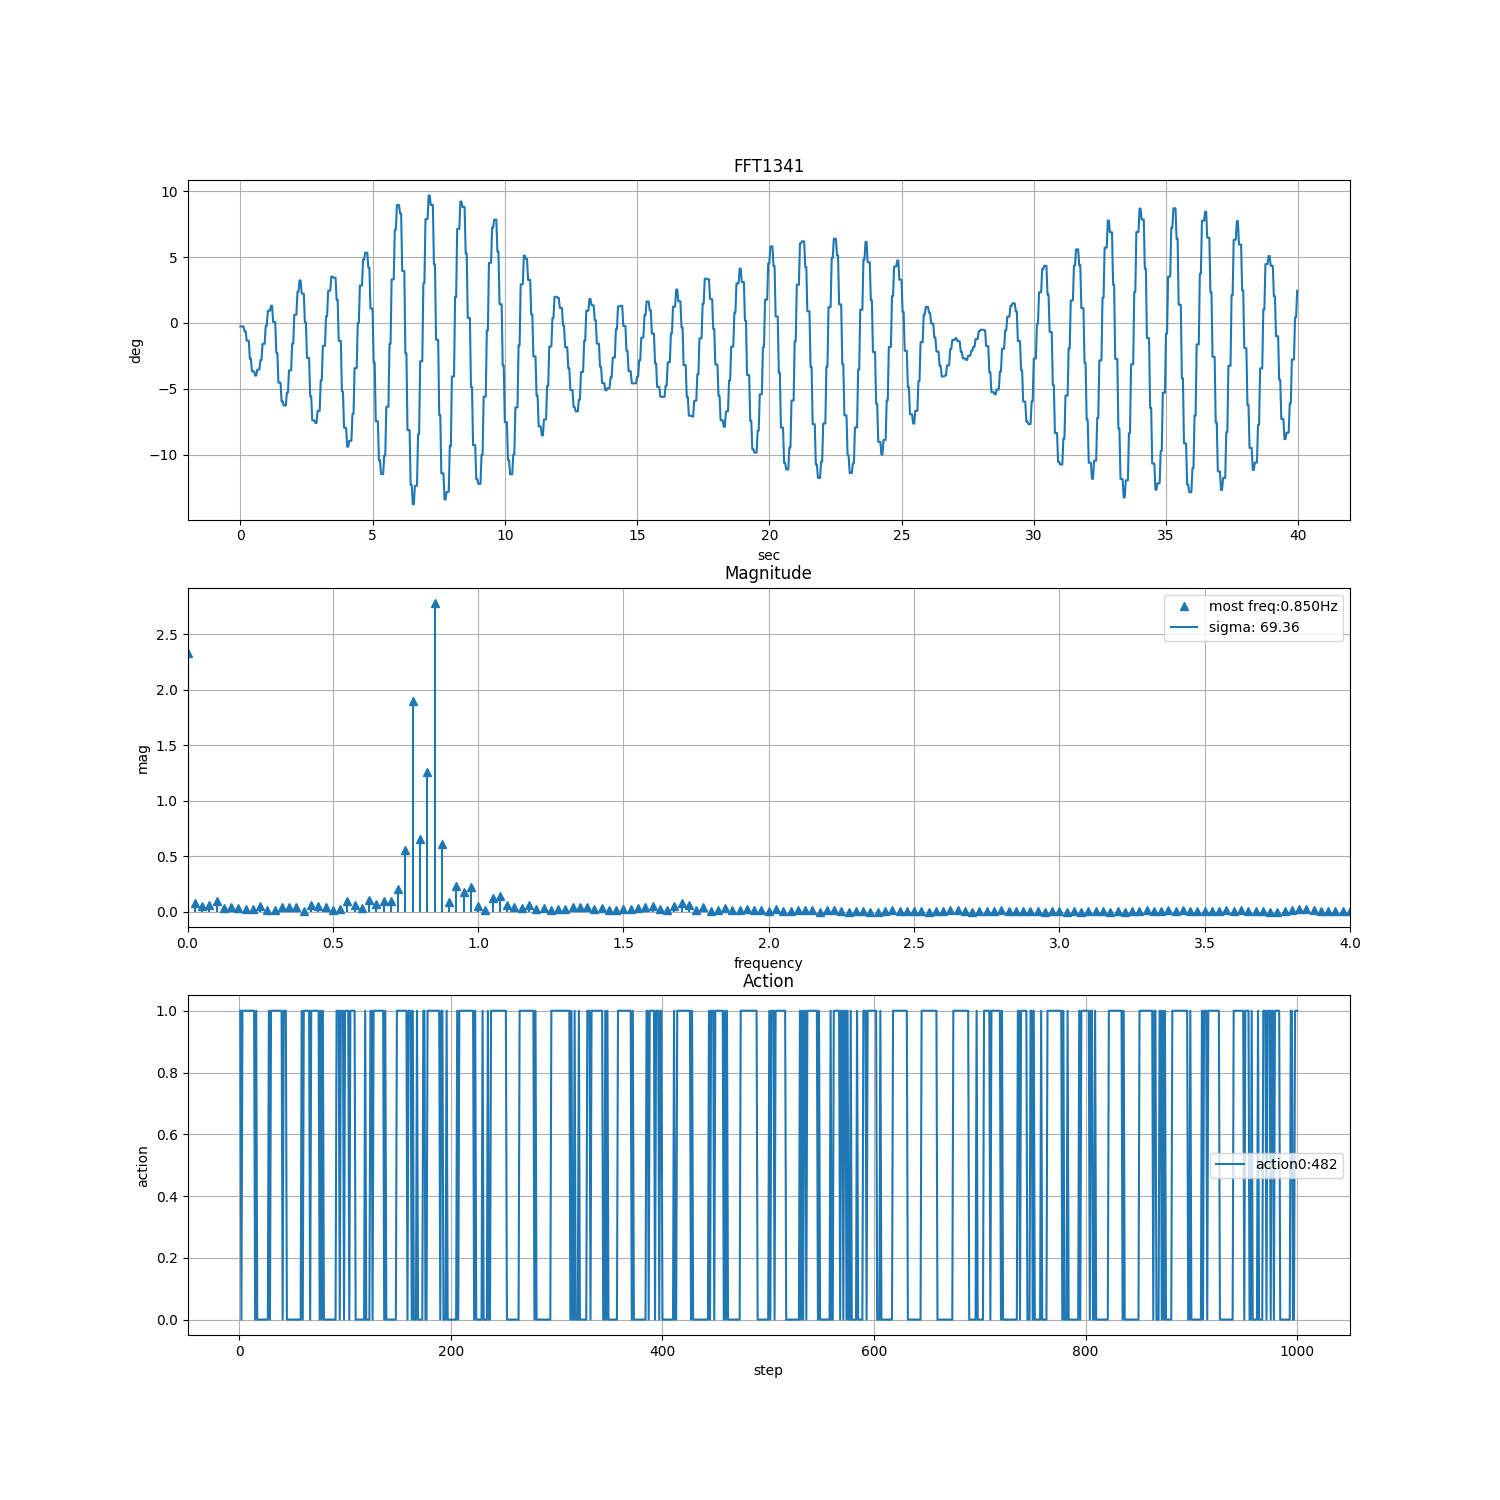 FFT1341
10
5
0
−5
−10
deg
0 5 10 15 20 25 30 35 40
sec
Magnitude
most freq:0.850Hz
sigma: 69.36
2.5
2.0
1.5
1.0
0.5
0.0
mag
0.0 0.5 1.0 1.5 2.0 2.5 3.0 3.5 4.0
frequency
Action
1.0
0.8
0.6
0.4
0.2
0.0
action
action0:482
0 200 400 600 800 1000
step